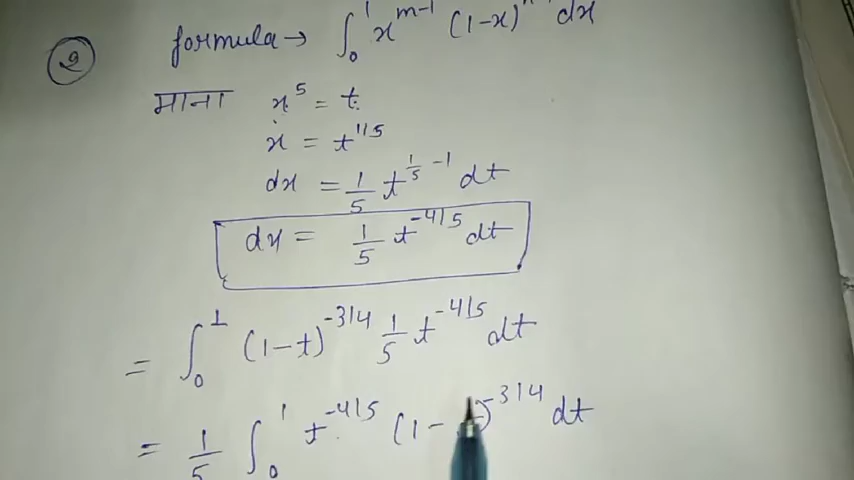 ② formula → ∫₀¹ x^(m-1) (1-x)^n dx
माना x⁵ = t
x = t^(1/5)
dx = 1/5 t^(1/5 - 1) dt
dx = 1/5 t^(-4/5) dt
= ∫₀¹ (1-t)^(-3/4) 1/5 t^(-4/5) dt
= 1/5 ∫₀¹ t^(-4/5) (1- )^(-3/4) dt